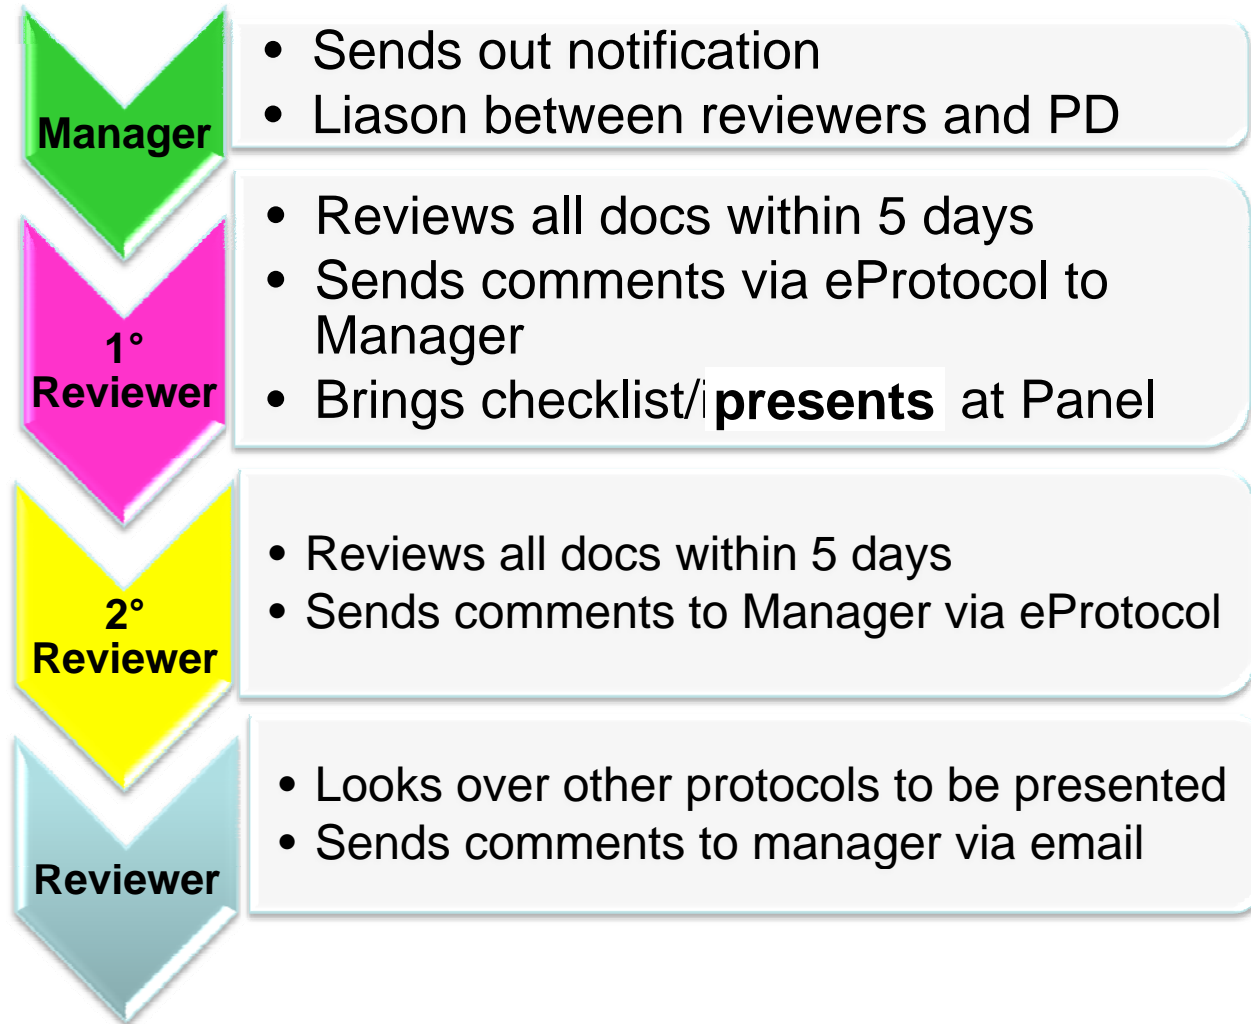 Manager
• Sends out notification
• Liason between reviewers and PD
1°
Reviewer
• Reviews all docs within 5 days
• Sends comments via eProtocol to
Manager
• Brings checklist/ presents at Panel
2°
Reviewer
• Reviews all docs within 5 days
• Sends comments to Manager via eProtocol
Reviewer
• Looks over other protocols to be presented
• Sends comments to manager via email